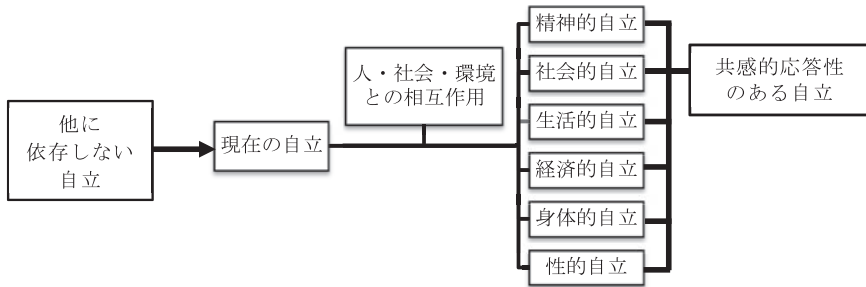 他に
依存しない
自立
現在の自立
人・社会・環境
との相互作用
精神的自立
社会的自立
生活的自立
経済的自立
身体的自立
性的自立
共感的応答性
のある自立